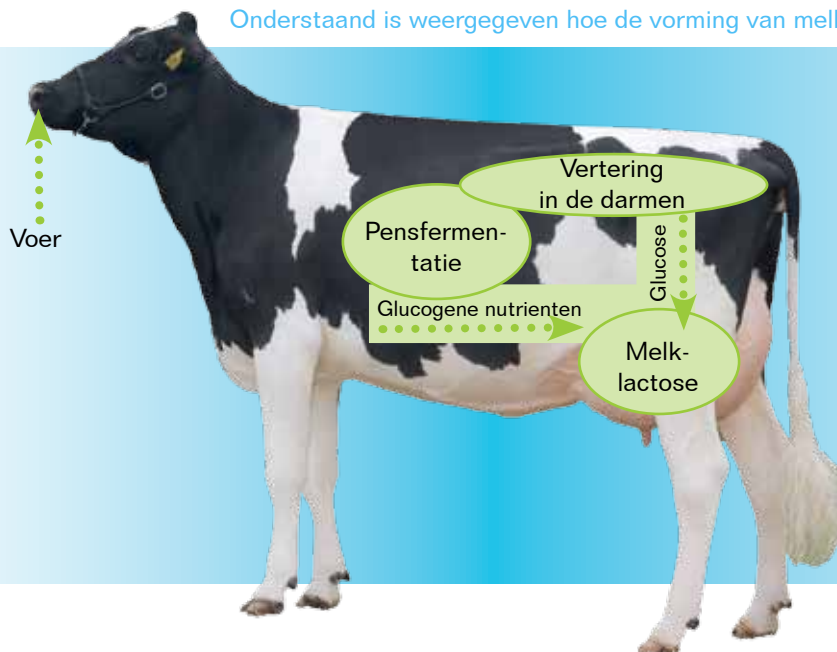 Onderstaand is weergegeven hoe de vorming van
Voer
Pensfermen-
tatie
Vertering
in de darmen
Glucose
Glucogene nutrienten
Melk-
lactose